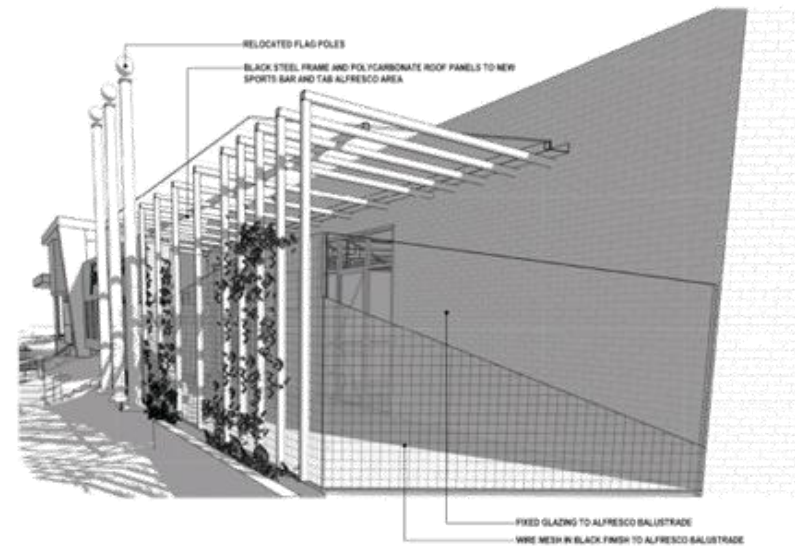 RELOCATED FLAG POLES
BLACK STEEL FRAME AND POLYCARBONATE ROOF PANELS TO NEW
SPORTS BAR AND TAB ALFRESCO AREA
FIXED GLAZING TO ALFRESCO BALUSTRADE
WIRE MESH IN BLACK FINISH TO ALFRESCO BALUSTRADE